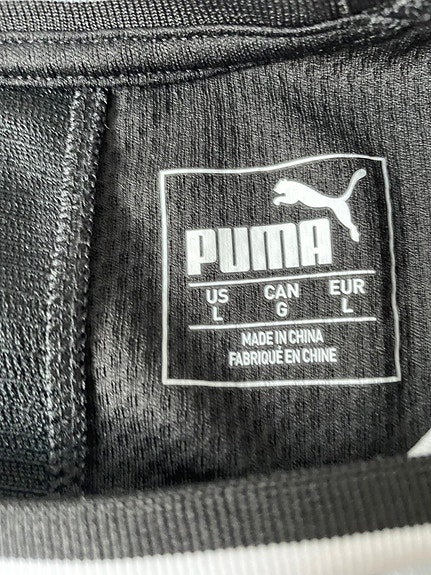 PUMA
US CAN EUR
L G L
MADE IN CHINA
FABRIQUÉ EN CHINE